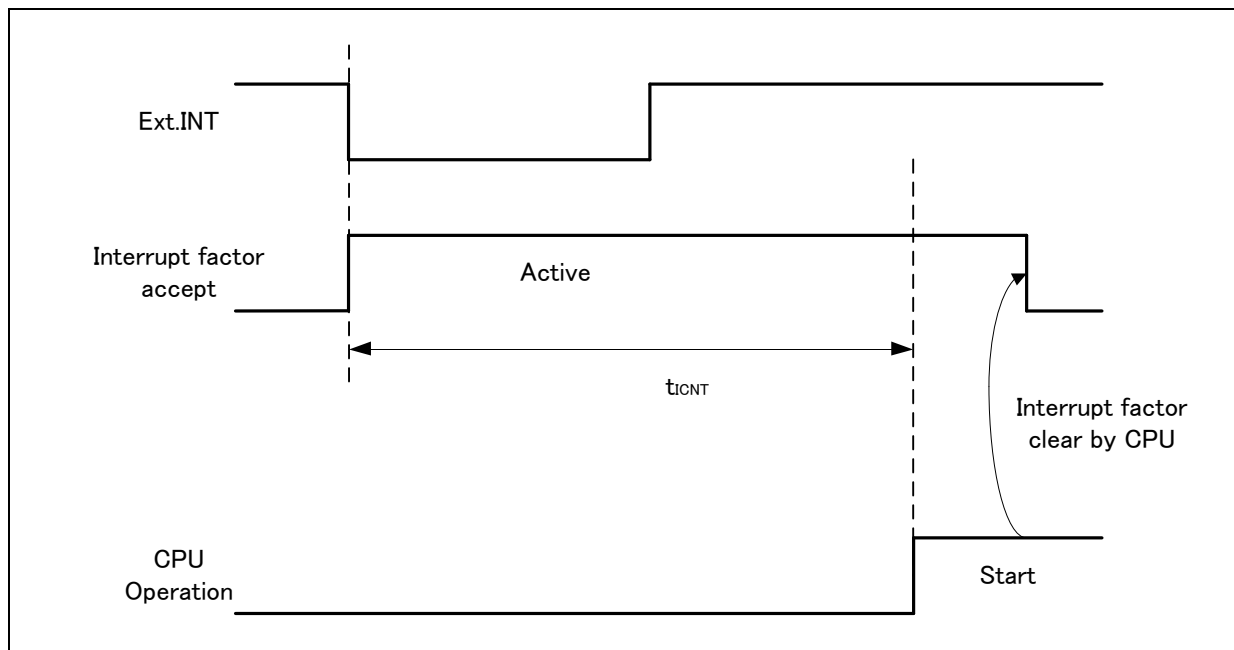 Ext.INT
Interrupt factor
accept
Active
tICNT
Interrupt factor
clear by CPU
CPU
Operation
Start